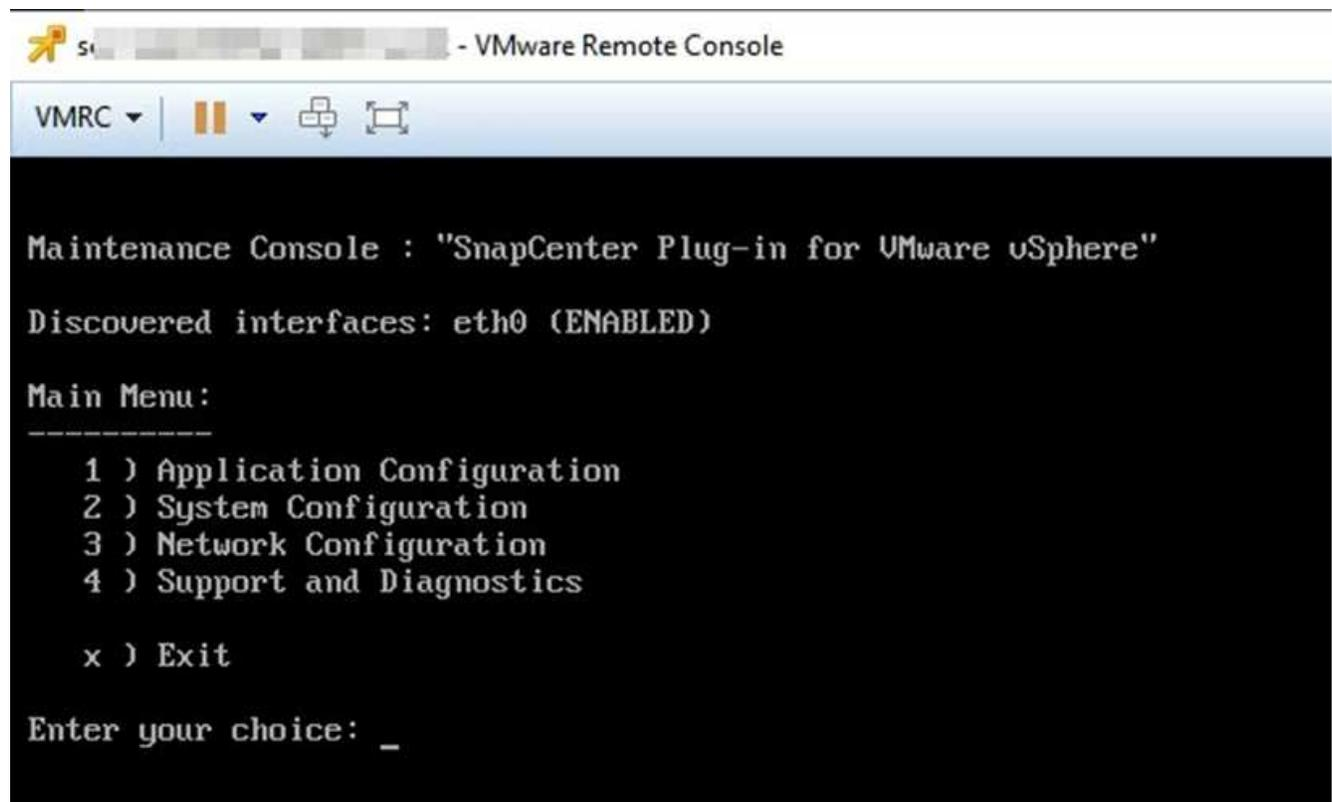 - VMware Remote Console
VMRC
Maintenance Console : "SnapCenter Plug-in for VMware vSphere"
Discovered interfaces: eth0 (ENABLED)
Main Menu:
----------
1 ) Application Configuration
2 ) System Configuration
3 ) Network Configuration
4 ) Support and Diagnostics
x ) Exit
Enter your choice: _